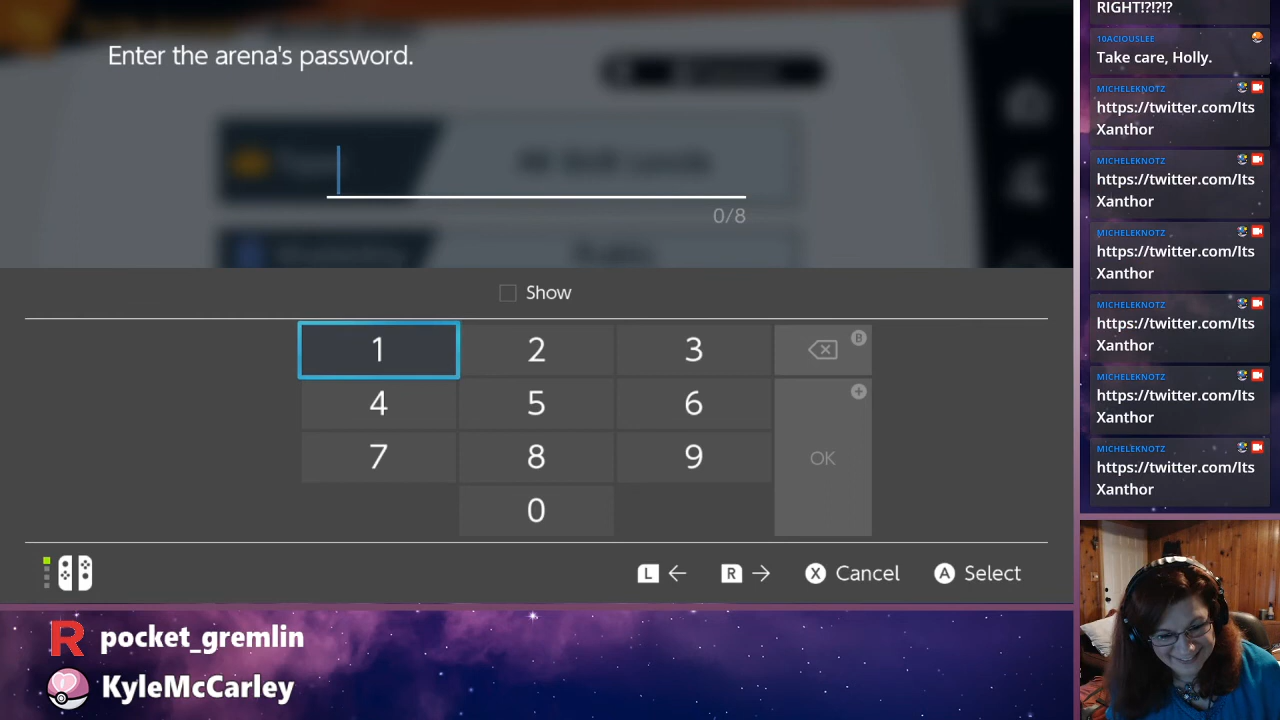 Enter the arena's password.
0/8
Show
1 2 3
B
+
4 5 6
7 8 9
OK
0
L ← R → X Cancel A Select
R pocket_gremlin
KyleMcCarley
RIGHT!?!?!?
10ACIOUSLEE
Take care, Holly.
MICHELEKNOTZ
https://twitter.com/Its
Xanthor
MICHELEKNOTZ
https://twitter.com/Its
Xanthor
MICHELEKNOTZ
https://twitter.com/Its
Xanthor
MICHELEKNOTZ
https://twitter.com/Its
Xanthor
MICHELEKNOTZ
https://twitter.com/Its
Xanthor
MICHELEKNOTZ
https://twitter.com/Its
Xanthor